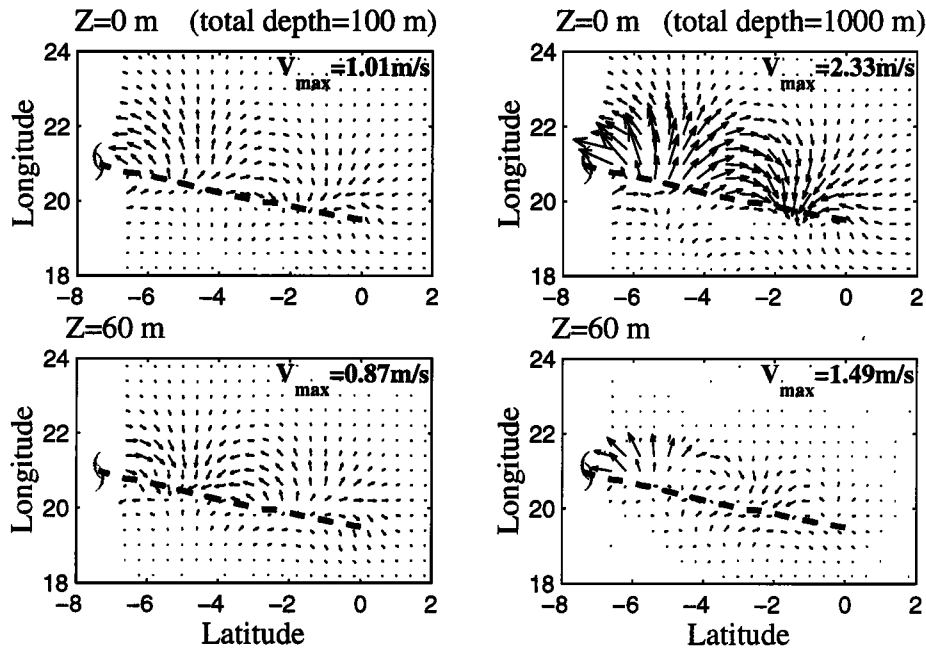 Z=0 m (total depth=100 m)
Z=0 m (total depth=1000 m)
24
22
20
18
Longitude
V max =1.01m/s
−8 −6 −4 −2 0 2
24
22
20
18
Longitude
V max =2.33m/s
−8 −6 −4 −2 0 2
Z=60 m
24
22
20
18
Longitude
V max =0.87m/s
−8 −6 −4 −2 0 2
Latitude
Z=60 m
24
22
20
18
Longitude
V max =1.49m/s
−8 −6 −4 −2 0 2
Latitude